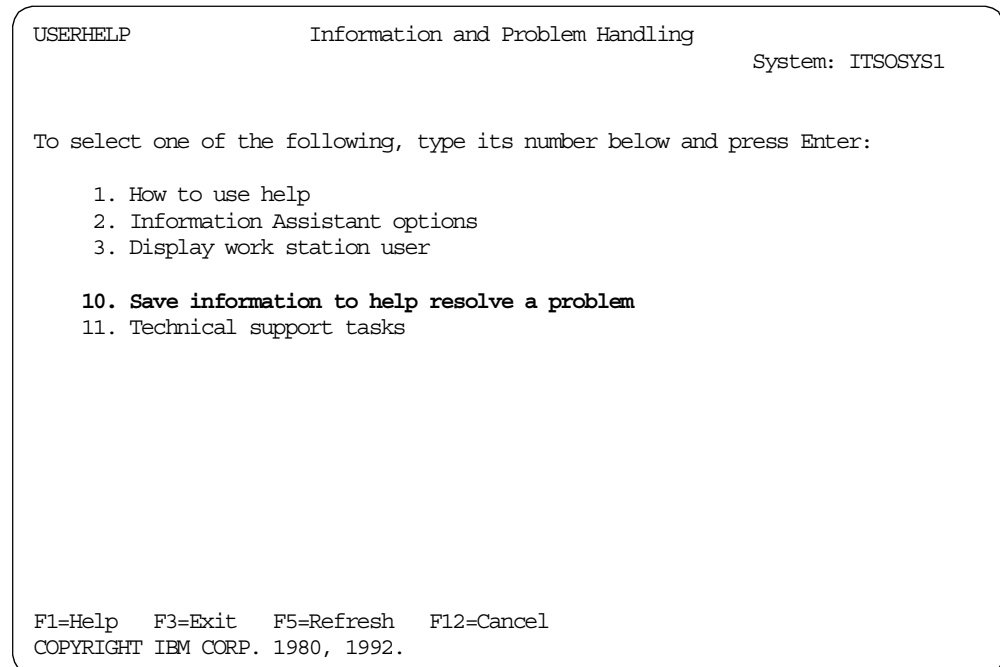 USERHELP Information and Problem Handling
System: ITSOSYS1
To select one of the following, type its number below and press Enter:
1. How to use help
2. Information Assistant options
3. Display work station user
10. Save information to help resolve a problem
11. Technical support tasks
F1=Help F3=Exit F5=Refresh F12=Cancel
COPYRIGHT IBM CORP. 1980, 1992.